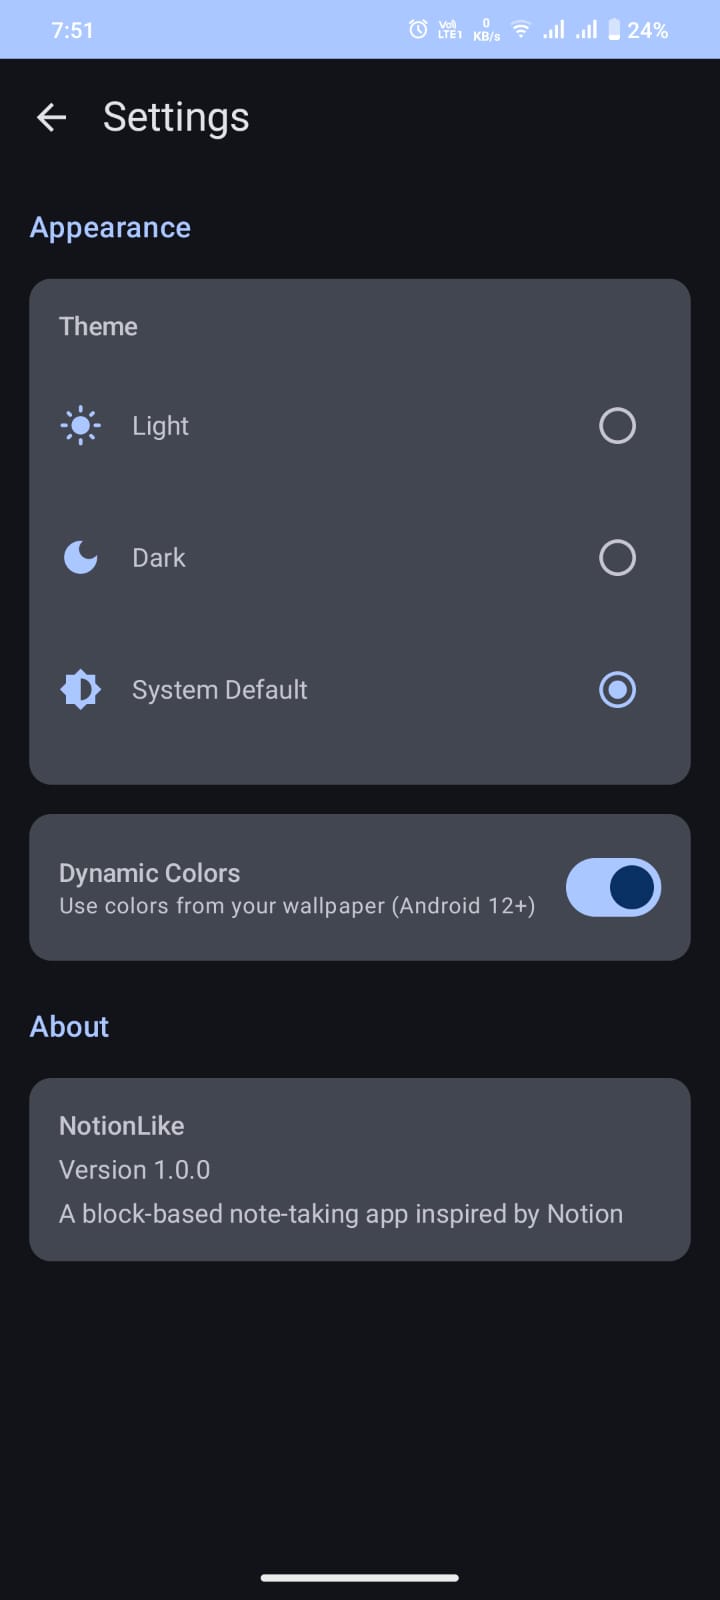 7:51
Vo)) LTE1 0 KB/s 24%
Settings
Appearance
Theme
Light
Dark
System Default
Dynamic Colors
Use colors from your wallpaper (Android 12+)
About
NotionLike
Version 1.0.0
A block-based note-taking app inspired by Notion